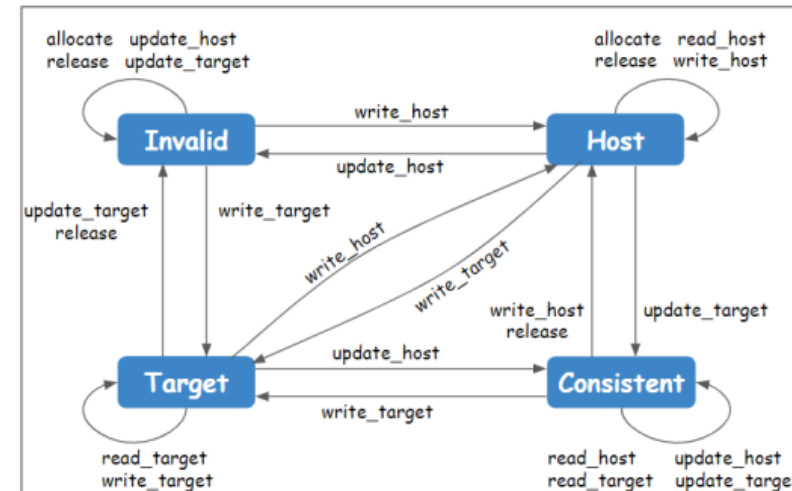 allocate update_host
release update_target
allocate read_host
release write_host
Invalid
write_host
Host
update_host
update_target
release
write_target
write_host
write_target
write_host
release
update_target
Target
update_host
Consistent
write_target
read_target
write_target
read_host update_host
read_target update_target